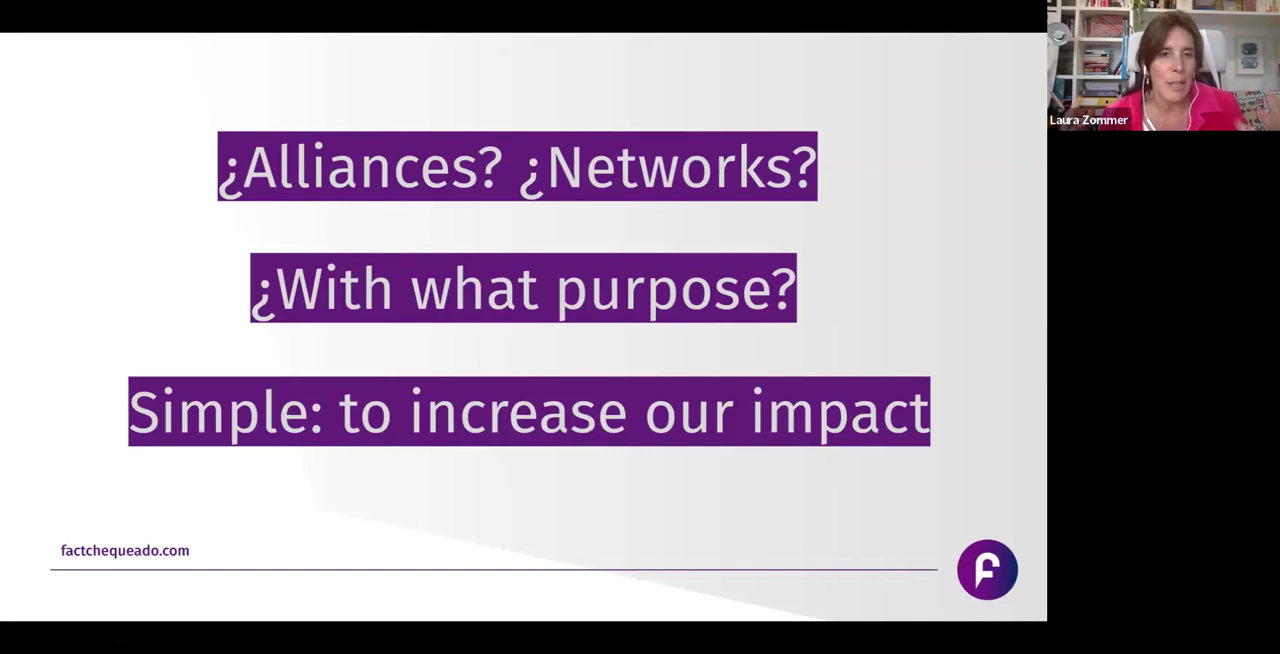 ¿Alliances? ¿Networks?
¿With what purpose?
Simple: to increase our impact
factchequeado.com
Laura Zommer